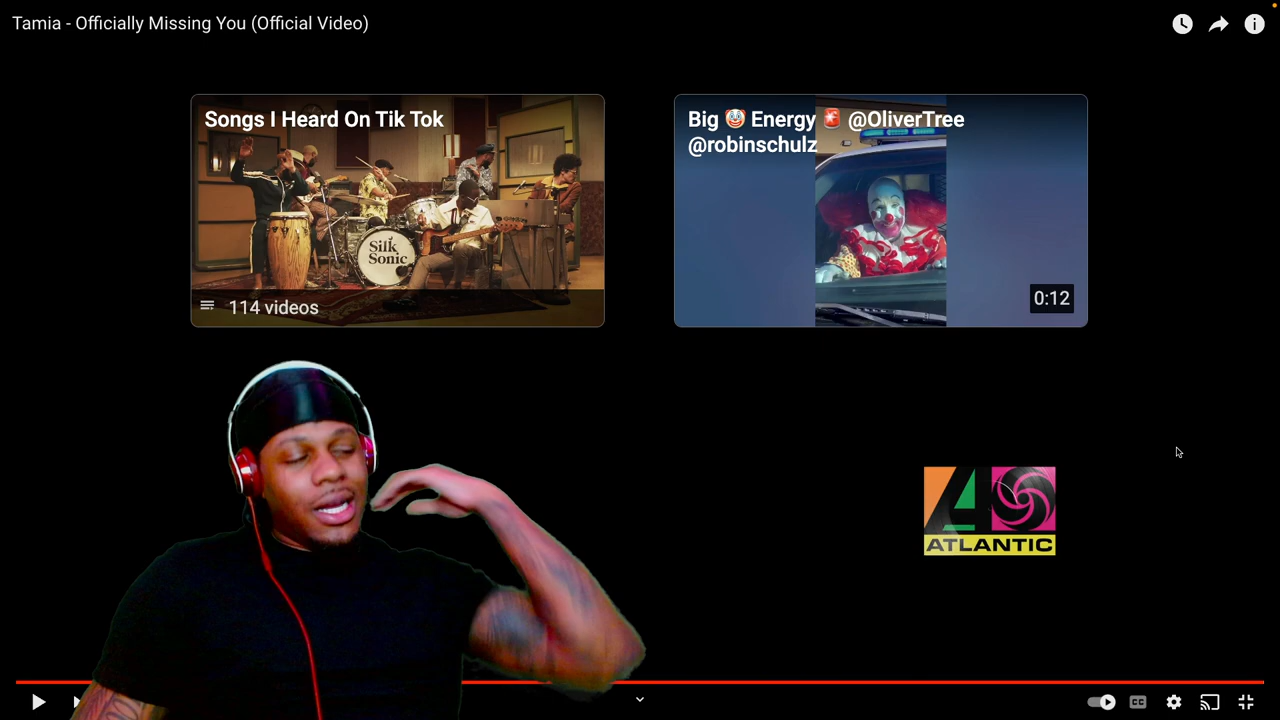 Tamia - Officially Missing You (Official Video)
Songs I Heard On Tik Tok
Big 🤡 Energy 🚨 @OliverTree
@robinschulz
Silk
Sonic
114 videos
0:12
A
ATLANTIC
CC